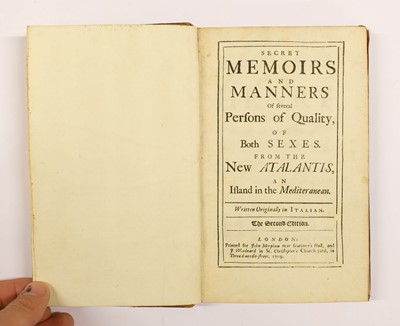 SECRET
MEMOIRS
AND
MANNERS
Of ſeveral
Perſons of Quality,
OF
Both SEXES.
FROM THE
New ATALANTIS,
AN
Iſland in the Mediteranean.
Written Originally in ITALIAN.
The Second Edition.
LONDON:
Printed for John Morphew near Stationer's Hall, and
J. Woodward in St. Chriſtopher's Church-yard, in
Thread-needle-ſtreet. 1709.